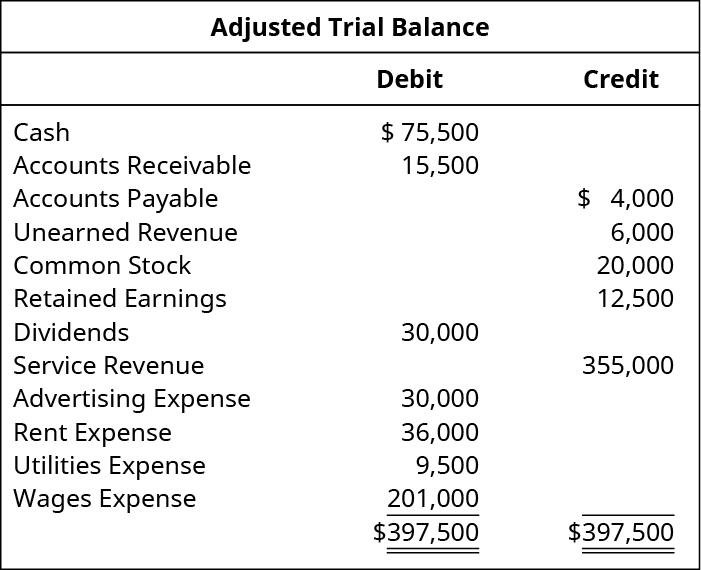 Adjusted Trial Balance
Debit Credit
Cash $ 75,500
Accounts Receivable 15,500
Accounts Payable $ 4,000
Unearned Revenue 6,000
Common Stock 20,000
Retained Earnings 12,500
Dividends 30,000
Service Revenue 355,000
Advertising Expense 30,000
Rent Expense 36,000
Utilities Expense 9,500
Wages Expense 201,000
$397,500 $397,500